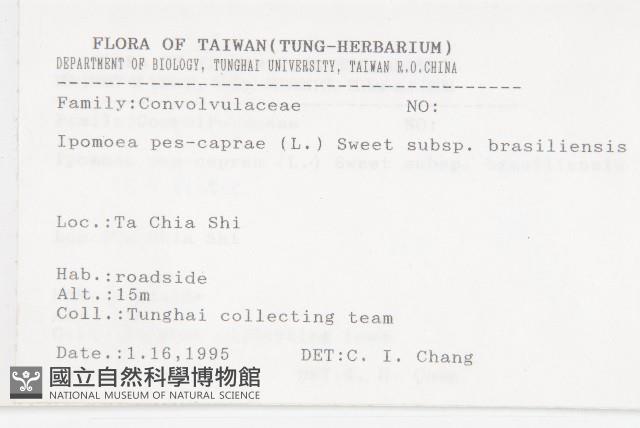 FLORA OF TAIWAN(TUNG-HERBARIUM)
DEPARTMENT OF BIOLOGY, TUNGHAI UNIVERSITY, TAIWAN R.O.CHINA
Family:Convolvulaceae NO:
Ipomoea pes-caprae (L.) Sweet subsp. brasiliensis
Loc.:Ta Chia Shi
Hab.:roadside
Alt.:15m
Coll.:Tunghai collecting team
Date.:1.16,1995 DET:C. I. Chang
國立自然科學博物館
NATIONAL MUSEUM OF NATURAL SCIENCE